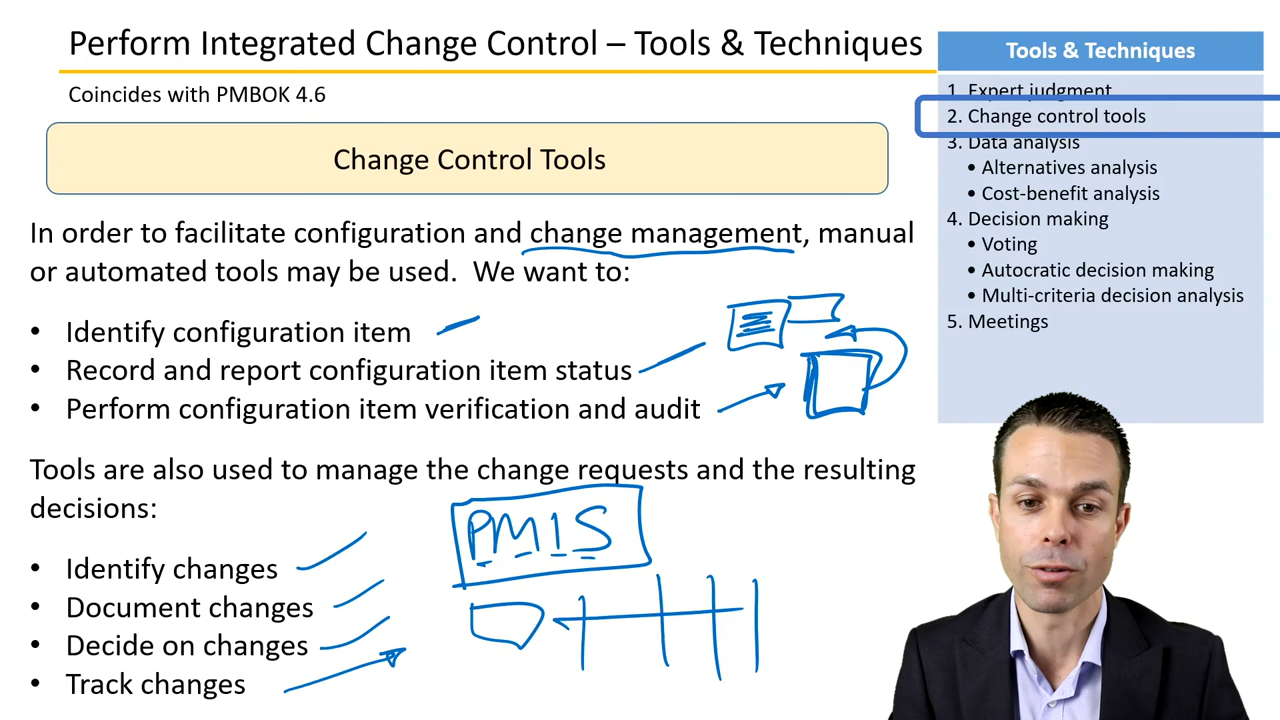 Perform Integrated Change Control – Tools & Techniques
Coincides with PMBOK 4.6
Change Control Tools
In order to facilitate configuration and change management, manual
or automated tools may be used. We want to:
• Identify configuration item
• Record and report configuration item status
• Perform configuration item verification and audit
Tools are also used to manage the change requests and the resulting
decisions:
PMIS
• Identify changes
• Document changes
• Decide on changes
• Track changes
Tools & Techniques
1. Expert judgment
2. Change control tools
3. Data analysis
• Alternatives analysis
• Cost-benefit analysis
4. Decision making
• Voting
• Autocratic decision making
• Multi-criteria decision analysis
5. Meetings